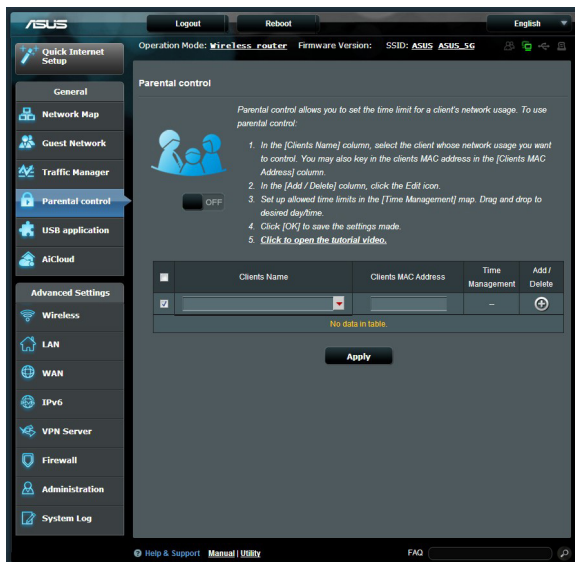 ASUS
Logout
Reboot
English
Quick Internet
Setup
Operation Mode: Wireless router Firmware Version: SSID: ASUS ASUS_5G
General
Network Map
Guest Network
Traffic Manager
Parental control
USB application
AiCloud
Advanced Settings
Wireless
LAN
WAN
IPv6
VPN Server
Firewall
Administration
System Log
Parental control
Parental control allows you to set the time limit for a client's network usage. To use
parental control:
1. In the [Clients Name] column, select the client whose network usage you want
to control. You may also key in the clients MAC address in the [Clients MAC
Address] column.
2. In the [Add / Delete] column, click the Edit icon.
3. Set up allowed time limits in the [Time Management] map. Drag and drop to
desired day/time.
4. Click [OK] to save the settings made.
5. Click to open the tutorial video.
OFF
Clients Name
Clients MAC Address
Time
Management
Add /
Delete
--
No data in table.
Apply
Help & Support Manual | Utility
FAQ